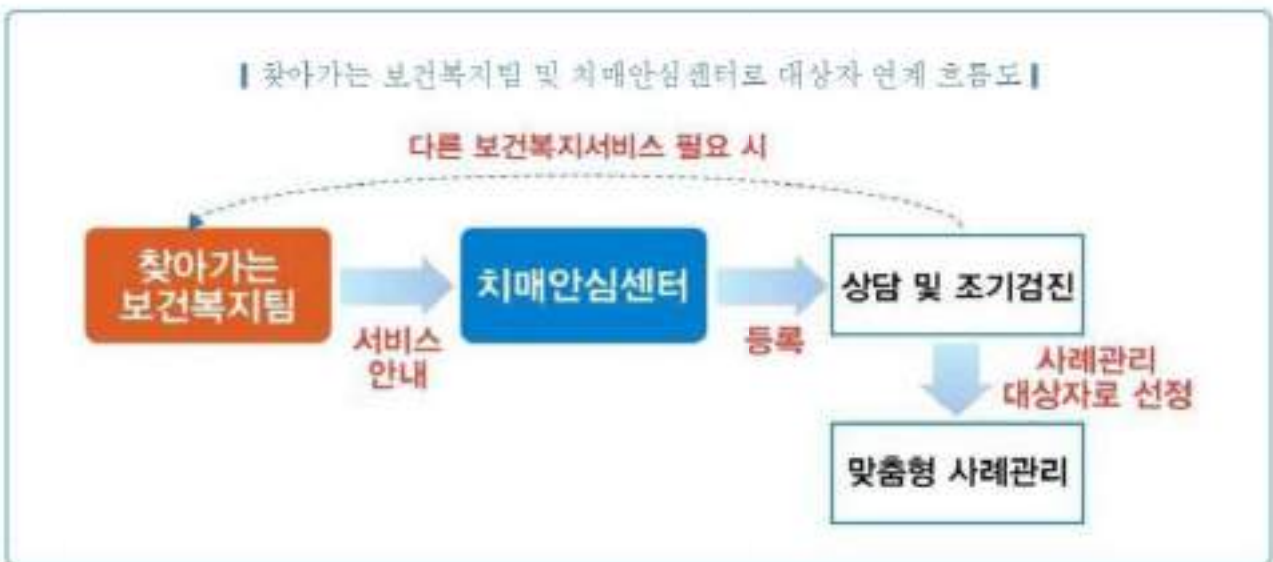 | 찾아가는 보건복지팀 및 치매안심센터로 대상자 연계 흐름도 |
다른 보건복지서비스 필요 시
찾아가는
보건복지팀
서비스
안내
치매안심센터
등록
상담 및 조기검진
사례관리
대상자로 선정
맞춤형 사례관리